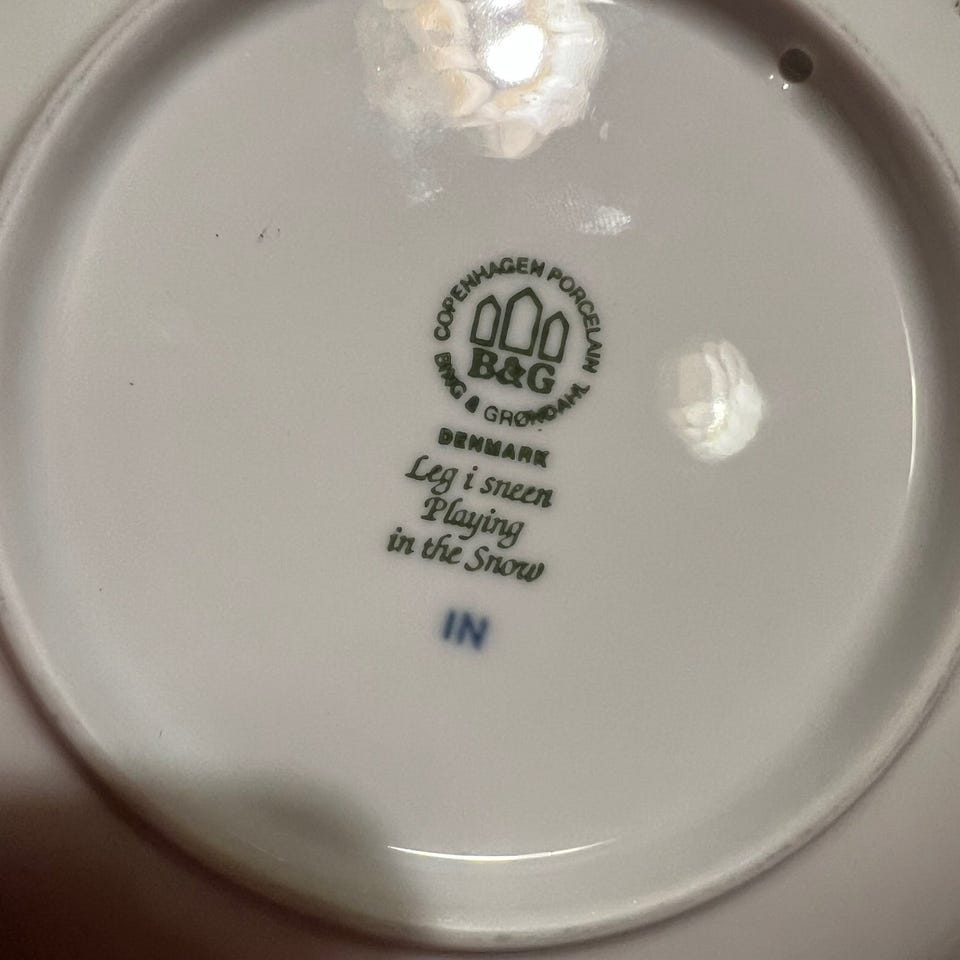 COPENHAGEN PORCELAIN
B&G
BING & GRØNDAHL
DENMARK
Leg i sneen
Playing
in the Snow
IN